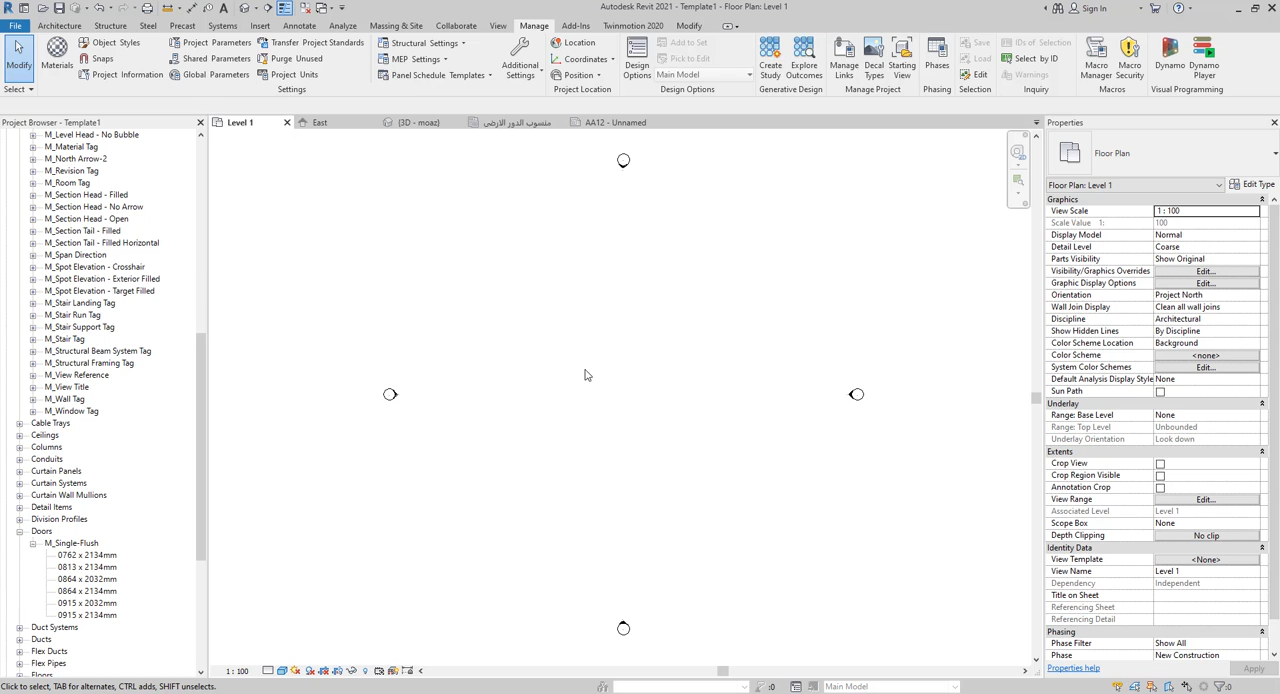 Autodesk Revit 2021 - Template1 - Floor Plan: Level 1
Sign In
File Architecture Structure Steel Precast Systems Insert Annotate Analyze Massing & Site Collaborate View Manage Add-Ins Twinmotion 2020 Modify
Modify
Select
Materials
Object Styles
Snaps
Project Information
Project Parameters
Shared Parameters
Global Parameters
Transfer Project Standards
Purge Unused
Project Units
Settings
Structural Settings
MEP Settings
Panel Schedule Templates
Additional
Settings
Location
Coordinates
Position
Project Location
Design
Options
Add to Set
Pick to Edit
Main Model
Design Options
Create
Study
Explore
Outcomes
Generative Design
Manage
Links
Decal
Types
Starting
View
Manage Project
Phases
Phasing
Save
Load
Edit
Selection
IDs of Selection
Select by ID
Warnings
Inquiry
Macro
Manager
Macro
Security
Macros
Dynamo
Dynamo
Player
Visual Programming
Project Browser - Template1
M_Level Head - No Bubble
M_Material Tag
M_North Arrow-2
M_Revision Tag
M_Room Tag
M_Section Head - Filled
M_Section Head - No Arrow
M_Section Head - Open
M_Section Tail - Filled
M_Section Tail - Filled Horizontal
M_Span Direction
M_Spot Elevation - Crosshair
M_Spot Elevation - Exterior Filled
M_Spot Elevation - Target Filled
M_Stair Landing Tag
M_Stair Run Tag
M_Stair Support Tag
M_Stair Tag
M_Structural Beam System Tag
M_Structural Framing Tag
M_View Reference
M_View Title
M_Wall Tag
M_Window Tag
Cable Trays
Ceilings
Columns
Conduits
Curtain Panels
Curtain Systems
Curtain Wall Mullions
Detail Items
Division Profiles
Doors
M_Single-Flush
0762 x 2134mm
0813 x 2134mm
0864 x 2032mm
0864 x 2134mm
0915 x 2032mm
0915 x 2134mm
Duct Systems
Ducts
Flex Ducts
Flex Pipes
Floors
Level 1
East
{3D - moaz}
منسوب الدور الارضى
AA12 - Unnamed
1 : 100
Properties
Floor Plan
Floor Plan: Level 1
Edit Type
Graphics
View Scale 1 : 100
Scale Value 1: 100
Display Model Normal
Detail Level Coarse
Parts Visibility Show Original
Visibility/Graphics Overrides Edit...
Graphic Display Options Edit...
Orientation Project North
Wall Join Display Clean all wall joins
Discipline Architectural
Show Hidden Lines By Discipline
Color Scheme Location Background
Color Scheme <none>
System Color Schemes Edit...
Default Analysis Display Style None
Sun Path
Underlay
Range: Base Level None
Range: Top Level Unbounded
Underlay Orientation Look down
Extents
Crop View
Crop Region Visible
Annotation Crop
View Range Edit...
Associated Level Level 1
Scope Box None
Depth Clipping No clip
Identity Data
View Template <None>
View Name Level 1
Dependency Independent
Title on Sheet
Referencing Sheet
Referencing Detail
Phasing
Phase Filter Show All
Phase New Construction
Properties help
Apply
Click to select, TAB for alternates, CTRL adds, SHIFT unselects.
:0
Main Model
:0